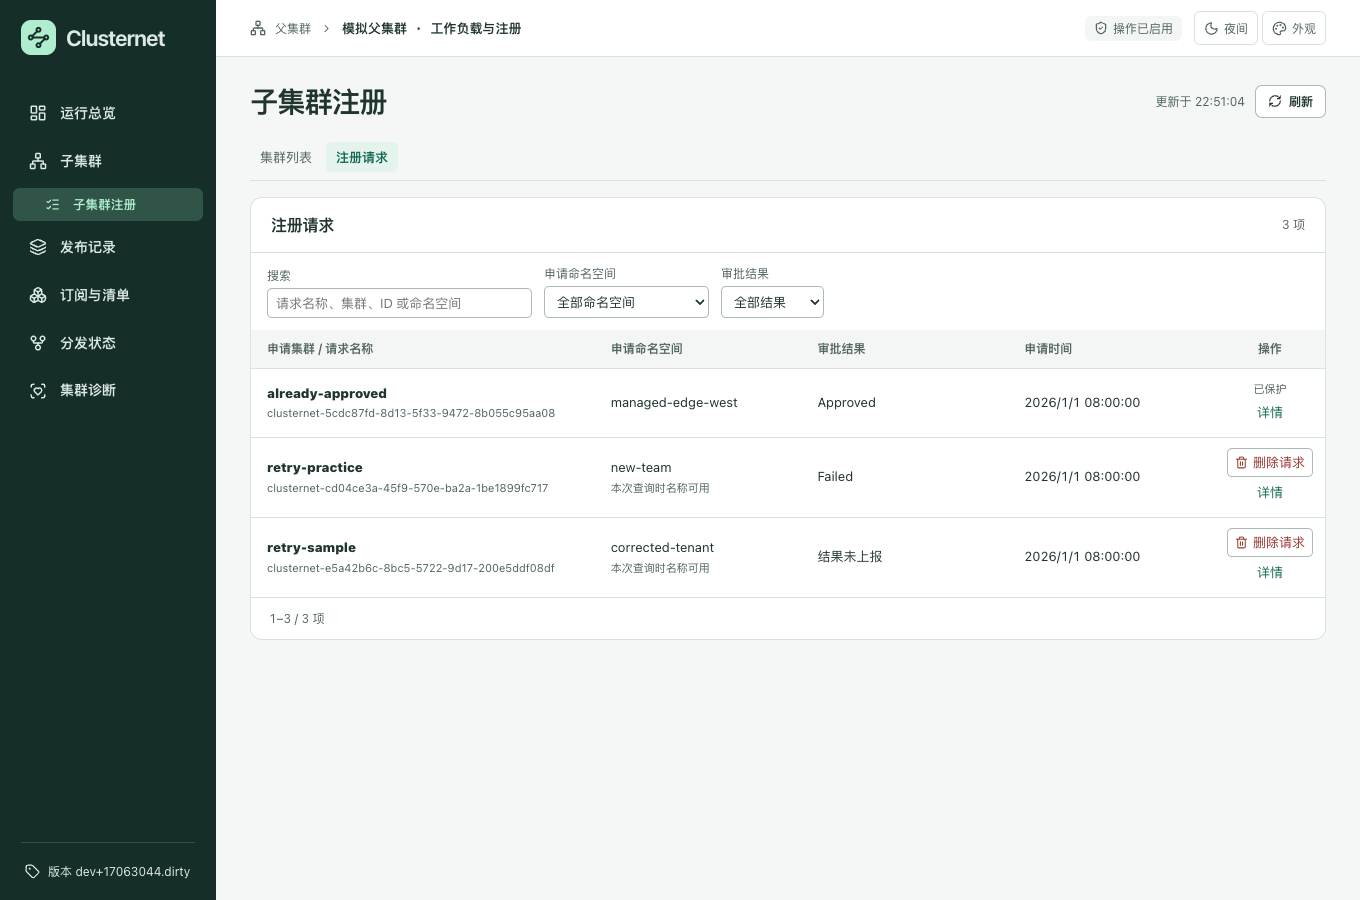 Clusternet
运行总览
子集群
子集群注册
发布记录
订阅与清单
分发状态
集群诊断
版本 dev+17063044.dirty
父集群 > 模拟父集群 · 工作负载与注册
操作已启用
夜间
外观
子集群注册
更新于 22:51:04
刷新
集群列表
注册请求
注册请求
3 项
搜索
请求名称、集群、ID 或命名空间
申请命名空间
全部命名空间
审批结果
全部结果
申请集群 / 请求名称 申请命名空间 审批结果 申请时间 操作
already-approved
clusternet-5cdc87fd-8d13-5f33-9472-8b055c95aa08
managed-edge-west
Approved
2026/1/1 08:00:00
已保护
详情
retry-practice
clusternet-cd04ce3a-45f9-570e-ba2a-1be1899fc717
new-team
本次查询时名称可用
Failed
2026/1/1 08:00:00
删除请求
详情
retry-sample
clusternet-e5a42b6c-8bc5-5722-9d17-200e5ddf08df
corrected-tenant
本次查询时名称可用
结果未上报
2026/1/1 08:00:00
删除请求
详情
1–3 / 3 项